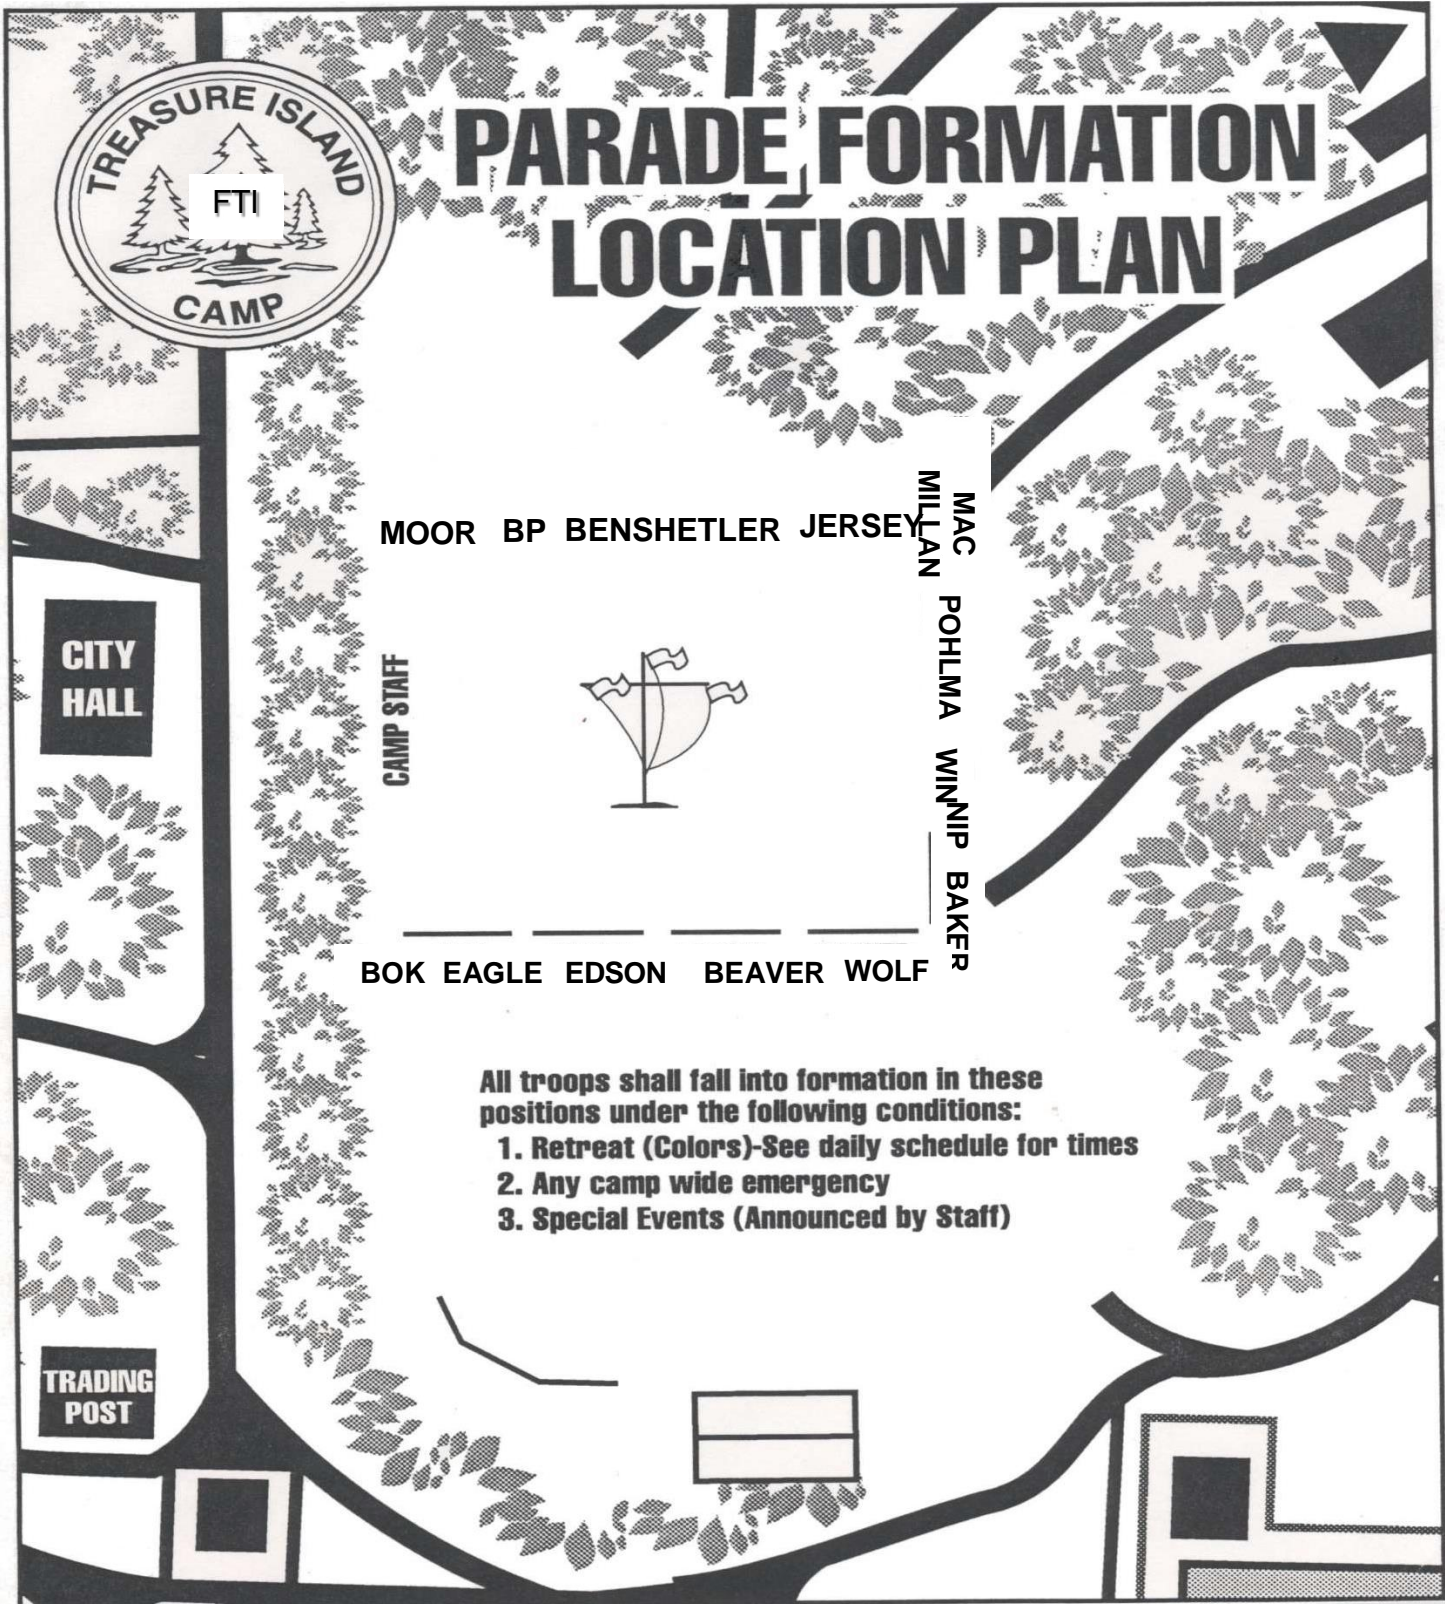 TREASURE ISLAND
FTI
CAMP
PARADE FORMATION
LOCATION PLAN
MOOR BP BENSHETLER JERSEY
MAC
MILLAN
POHLMA
WINNIP
BAKER
CITY
HALL
CAMP STAFF
BOK EAGLE EDSON BEAVER WOLF
All troops shall fall into formation in these
positions under the following conditions:
1. Retreat (Colors)-See daily schedule for times
2. Any camp wide emergency
3. Special Events (Announced by Staff)
TRADING
POST